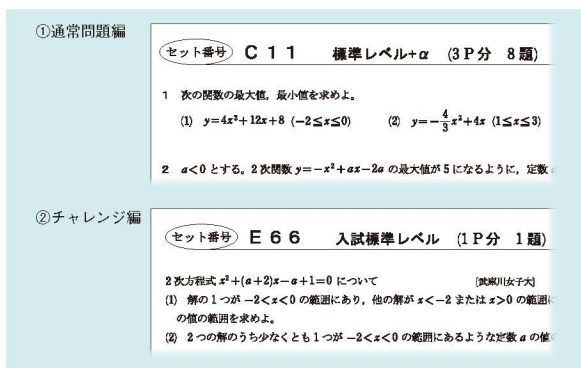 ①通常問題編
セット番号 C11 標準レベル+α (3P分 8題)
1 次の関数の最大値，最小値を求めよ。
(1) y=4x²+12x+8 (−2≦x≦0) (2) y=−4/3x²+4x (1≦x≦3)
2 a<0とする。2次関数y=−x²+ax−2aの最大値が5になるように，定数
②チャレンジ編
セット番号 E66 入試標準レベル (1P分 1題)
2次方程式x²+(a+2)x−a+1=0について [武庫川女子大]
(1) 解の1つが−2<x<0の範囲にあり，他の解がx<−2またはx>0の範囲に
の値の範囲を求めよ。
(2) 2つの解のうち少なくとも1つが−2<x<0の範囲にあるような定数aの値の